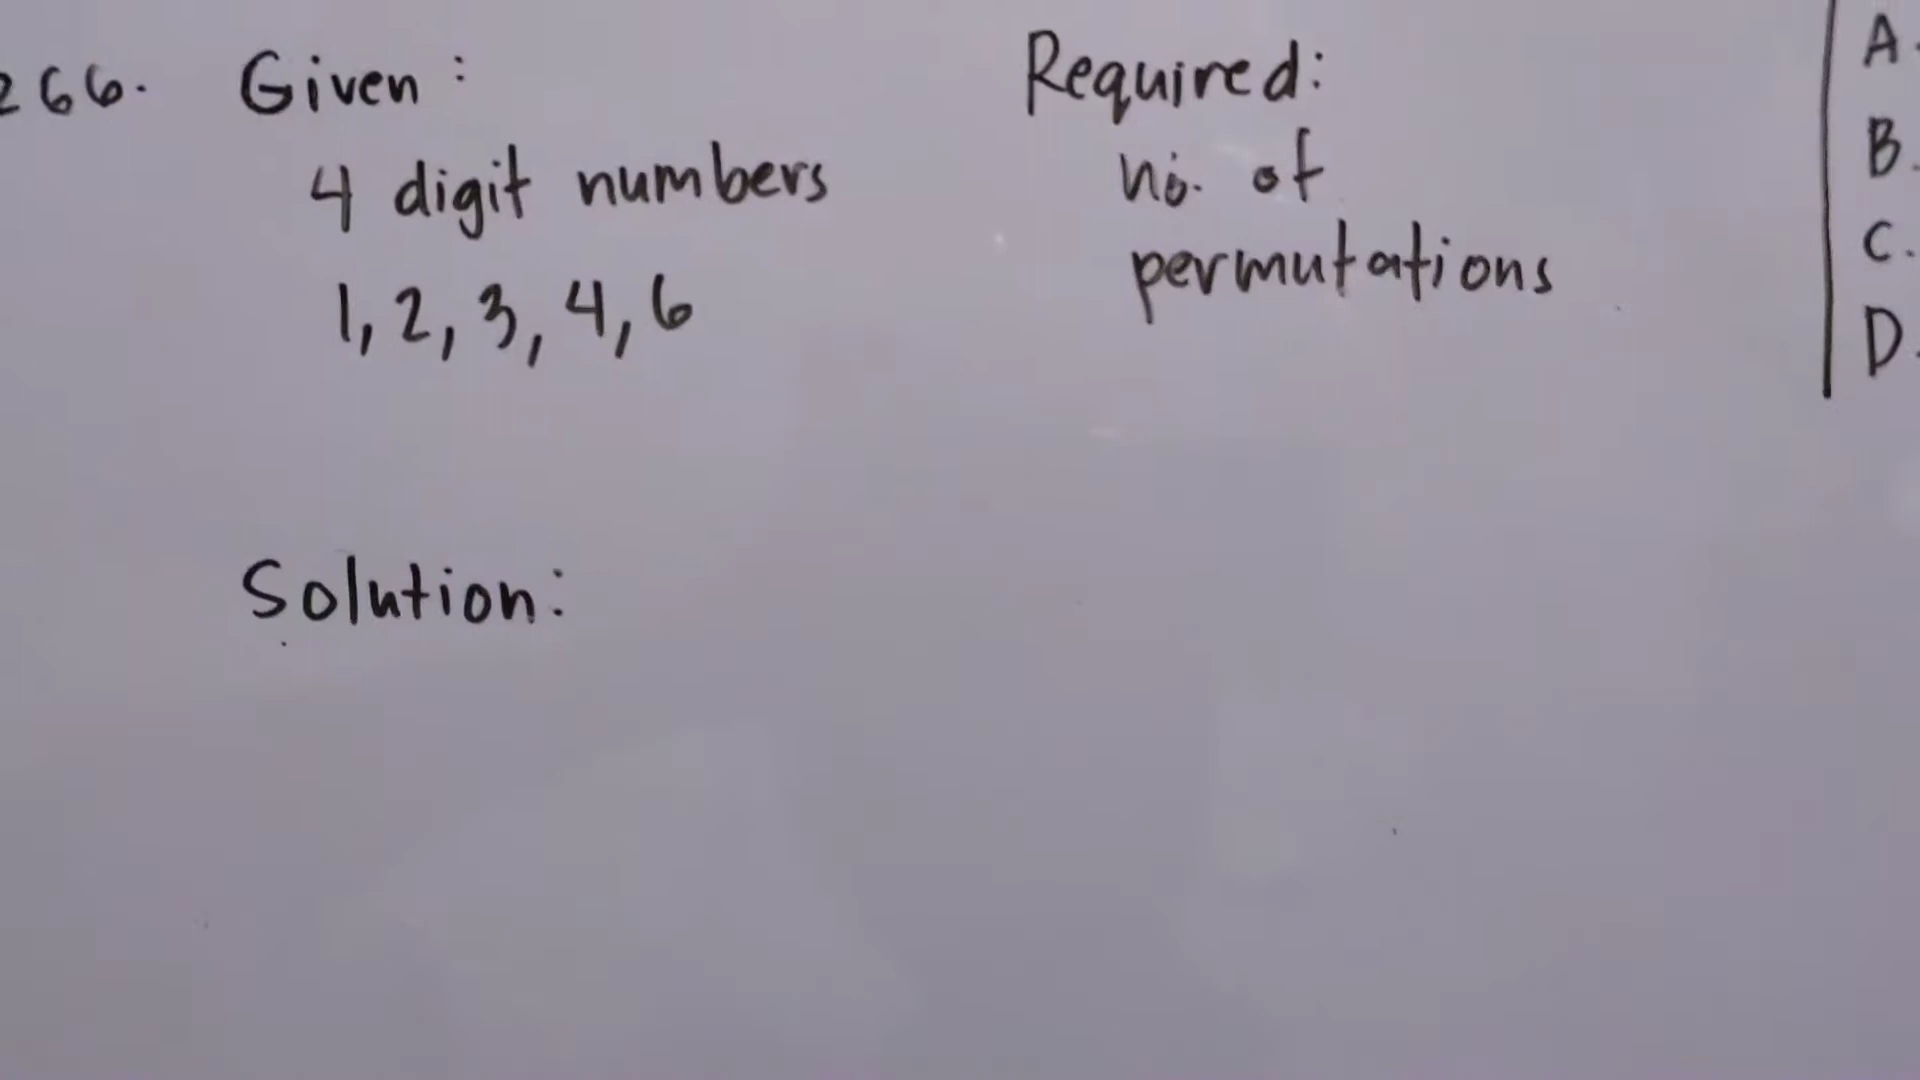 266. Given:
4 digit numbers
1, 2, 3, 4, 6
Required:
no. of
permutations
A.
B.
C.
D.
Solution: